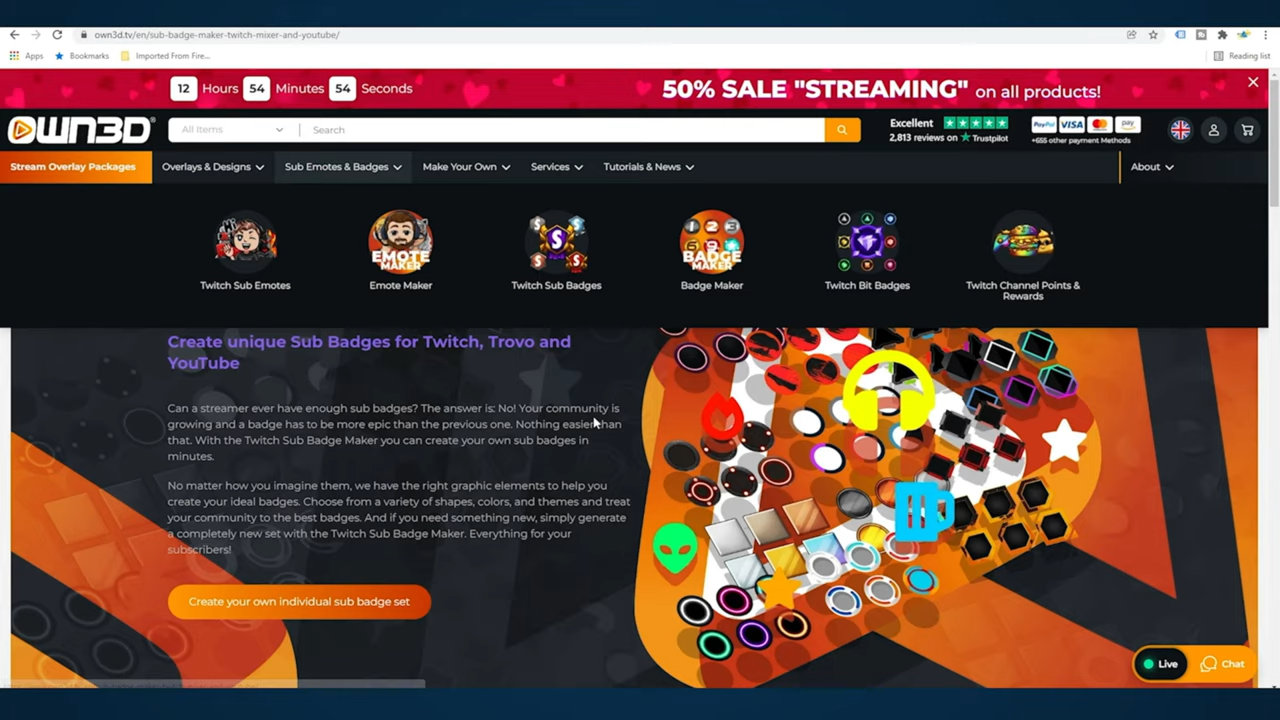 own3d.tv/en/sub-badge-maker-twitch-mixer-and-youtube/
Apps
Bookmarks
Imported From Fire...
Reading list
12 Hours 54 Minutes 54 Seconds
50% SALE "STREAMING" on all products!
OWN3D
All Items
Search
Excellent
2,813 reviews on Trustpilot
PayPal VISA pay
+655 other payment Methods
Stream Overlay Packages
Overlays & Designs
Sub Emotes & Badges
Make Your Own
Services
Tutorials & News
About
EMOTE
MAKER
S
1 2 3
BADGE
MAKER
Twitch Sub Emotes
Emote Maker
Twitch Sub Badges
Badge Maker
Twitch Bit Badges
Twitch Channel Points &
Rewards
Create unique Sub Badges for Twitch, Trovo and
YouTube
Can a streamer ever have enough sub badges? The answer is: No! Your community is
growing and a badge has to be more epic than the previous one. Nothing easier than
that. With the Twitch Sub Badge Maker you can create your own sub badges in
minutes.
No matter how you imagine them, we have the right graphic elements to help you
create your ideal badges. Choose from a variety of shapes, colors, and themes and treat
your community to the best badges. And if you need something new, simply generate
a completely new set with the Twitch Sub Badge Maker. Everything for your
subscribers!
Create your own individual sub badge set
Live
Chat